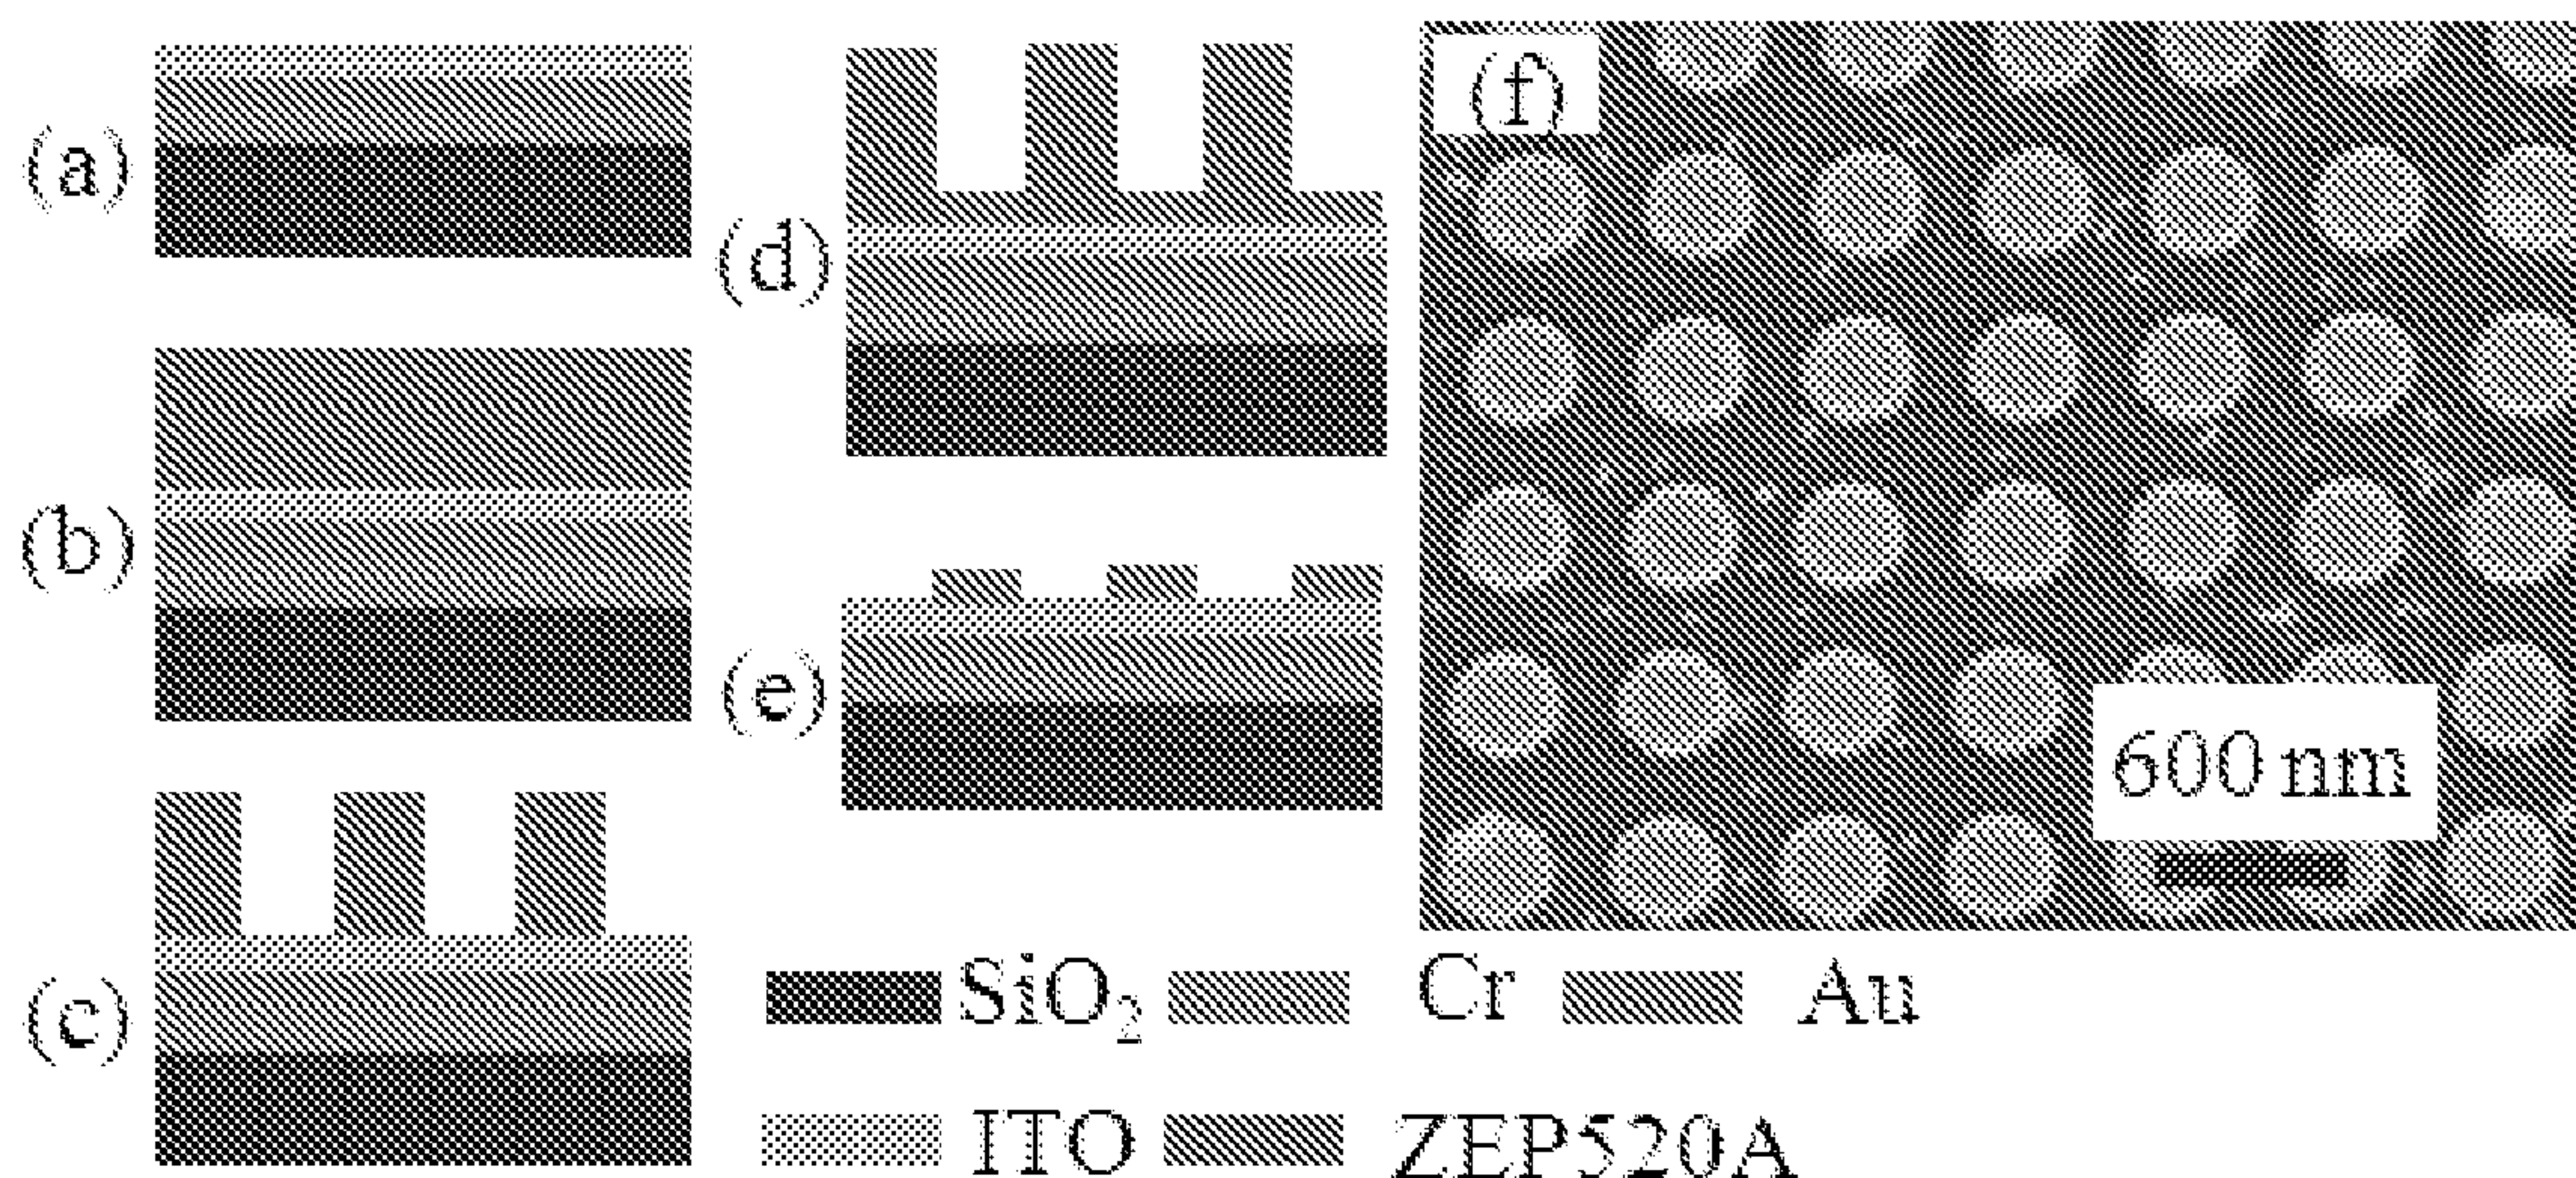 (a)
(b)
(c)
(d)
(e)
(f)
600 nm
SiO₂ Cr Au
ITO ZEP520A